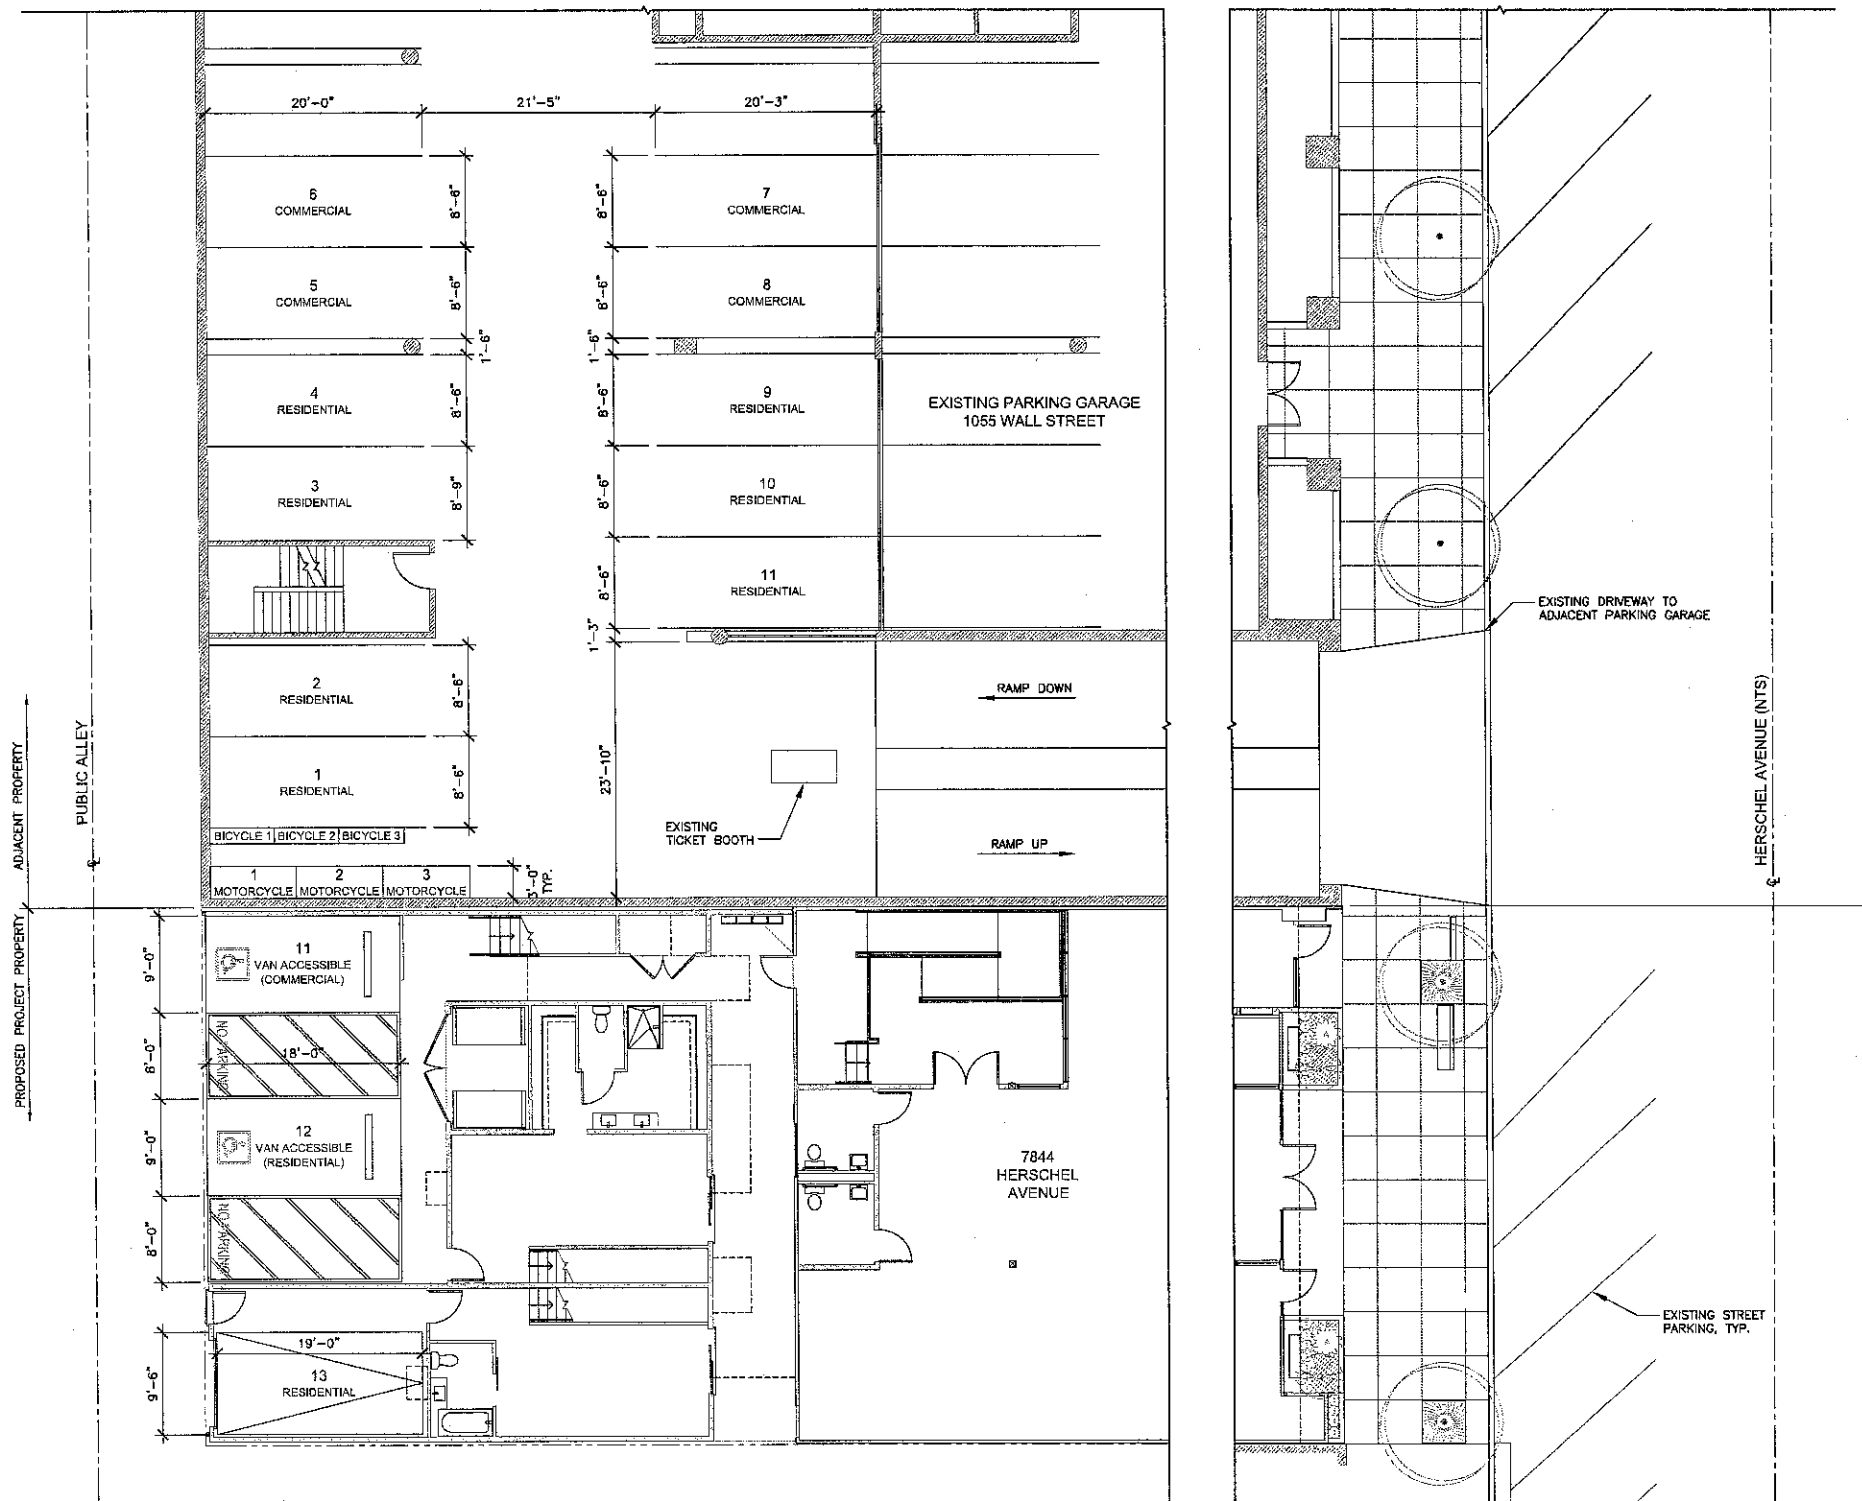 20'-0"
21'-5"
20'-3"
6
COMMERCIAL
8'-6"
8'-6"
7
COMMERCIAL
5
COMMERCIAL
8'-6"
8'-6"
8
COMMERCIAL
1'-6"
1'-6"
4
RESIDENTIAL
8'-6"
8'-6"
9
RESIDENTIAL
EXISTING PARKING GARAGE
1055 WALL STREET
3
RESIDENTIAL
8'-9"
8'-6"
10
RESIDENTIAL
8'-6"
11
RESIDENTIAL
1'-3"
EXISTING DRIVEWAY TO
ADJACENT PARKING GARAGE
2
RESIDENTIAL
8'-6"
RAMP DOWN
HERSCHEL AVENUE (NTS)
PUBLIC ALLEY
ADJACENT PROPERTY
1
RESIDENTIAL
8'-6"
23'-10"
EXISTING
TICKET BOOTH
RAMP UP
BICYCLE 1 BICYCLE 2 BICYCLE 3
1
MOTORCYCLE
2
MOTORCYCLE
3
MOTORCYCLE
3'-0"
TYP.
PROPOSED PROJECT PROPERTY
9'-0"
11
VAN ACCESSIBLE
(COMMERCIAL)
8'-0"
NO PARKING
18'-0"
9'-0"
12
VAN ACCESSIBLE
(RESIDENTIAL)
7844
HERSCHEL
AVENUE
8'-0"
NO PARKING
19'-0"
9'-6"
13
RESIDENTIAL
EXISTING STREET
PARKING, TYP.